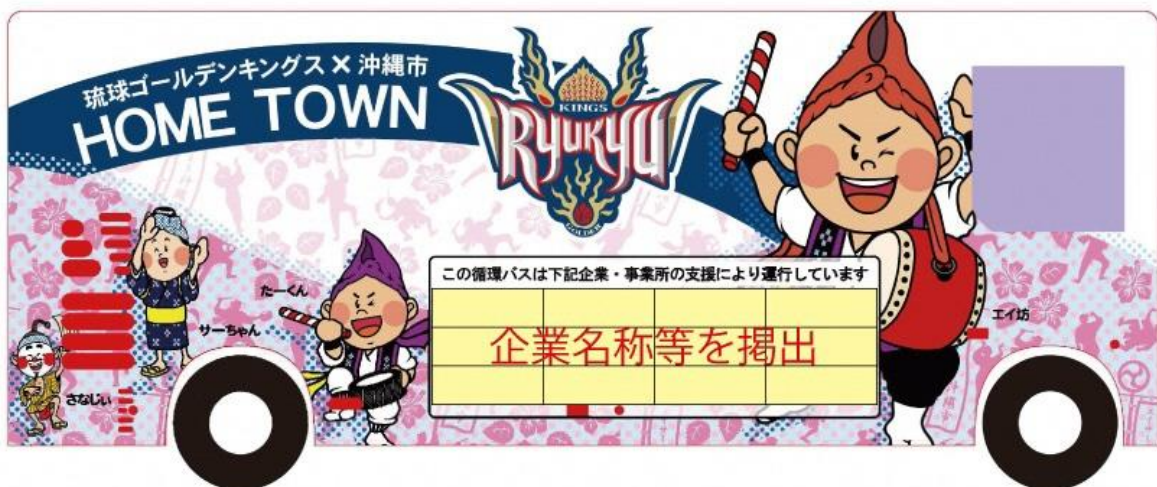 琉球ゴールデンキングス×沖縄市
HOME TOWN
KINGS
RYUKYU
GOLDEN
この循環バスは下記企業・事業所の支援により運行しています
企業名称等を掲出
たーくん
サーちゃん
さなじぃ
エイ坊